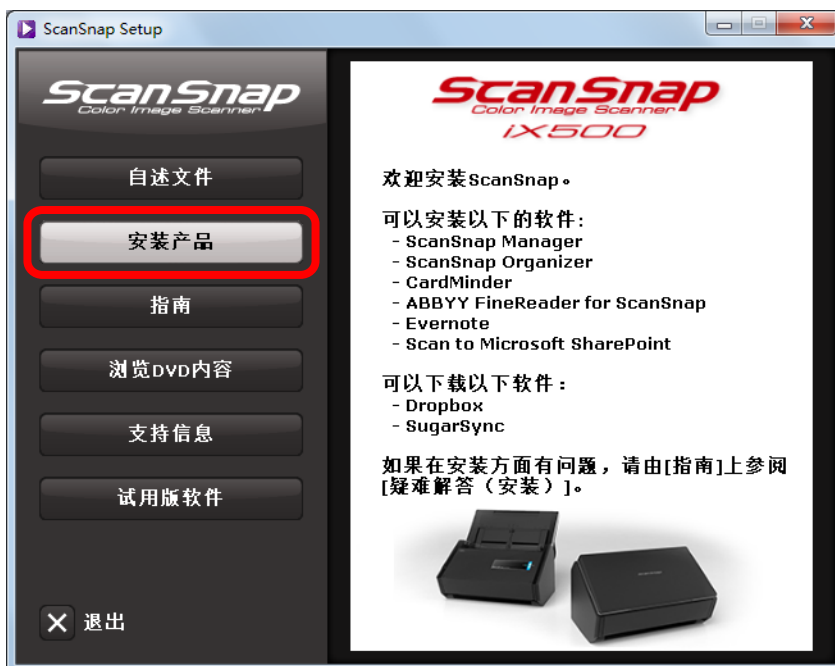 ScanSnap Setup
ScanSnap
Color Image Scanner
自述文件
安装产品
指南
浏览DVD内容
支持信息
试用版软件
退出
ScanSnap
Color Image Scanner
iX500
欢迎安装ScanSnap。
可以安装以下的软件:
- ScanSnap Manager
- ScanSnap Organizer
- CardMinder
- ABBYY FineReader for ScanSnap
- Evernote
- Scan to Microsoft SharePoint
可以下载以下软件：
- Dropbox
- SugarSync
如果在安装方面有问题，请由[指南]上参阅
[疑难解答（安装）]。